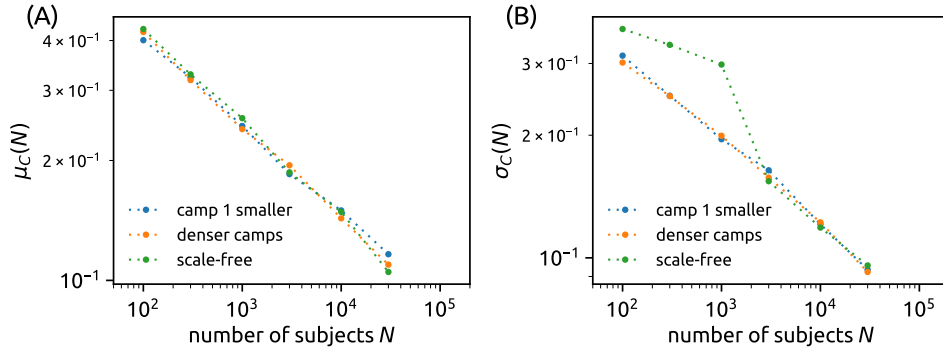 (A)
4 × 10⁻¹
3 × 10⁻¹
2 × 10⁻¹
10⁻¹
μ_C(N)
camp 1 smaller
denser camps
scale-free
10² 10³ 10⁴ 10⁵
number of subjects N
(B)
3 × 10⁻¹
2 × 10⁻¹
10⁻¹
σ_C(N)
camp 1 smaller
denser camps
scale-free
10² 10³ 10⁴ 10⁵
number of subjects N